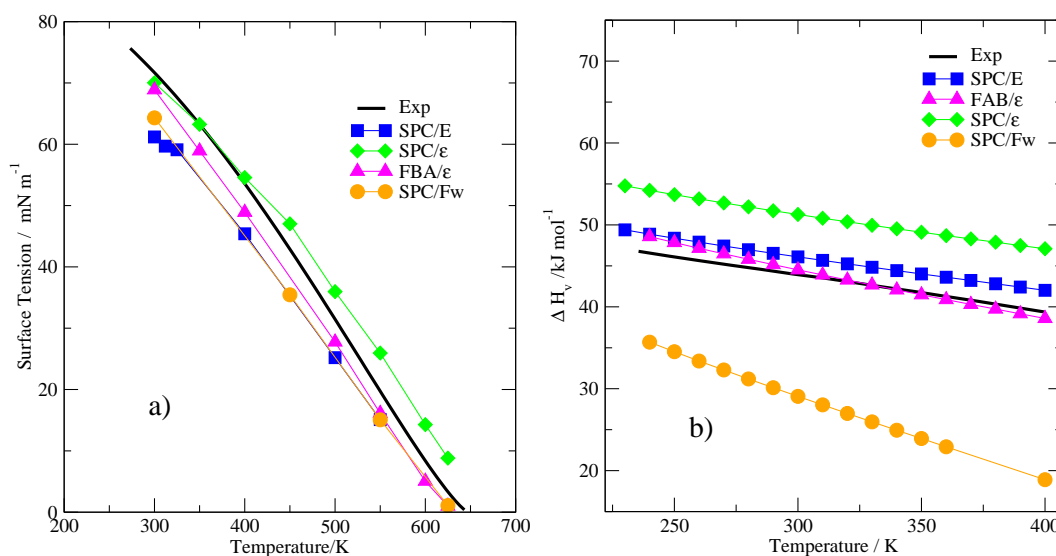 80
60
40
20
0
Surface Tension / mN m-1
Exp
SPC/E
SPC/ε
FBA/ε
SPC/Fw
a)
200 300 400 500 600 700
Temperature/K
70
60
50
40
30
20
Δ Hv /kJ mol-1
Exp
SPC/E
FAB/ε
SPC/ε
SPC/Fw
b)
250 300 350 400
Temperature / K